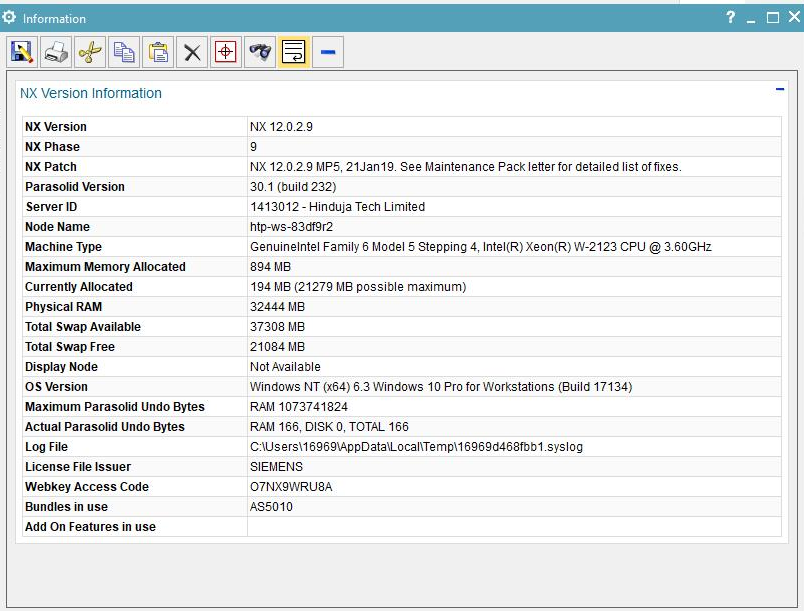 Information
NX Version Information
NX Version NX 12.0.2.9
NX Phase 9
NX Patch NX 12.0.2.9 MP5, 21Jan19. See Maintenance Pack letter for detailed list of fixes.
Parasolid Version 30.1 (build 232)
Server ID 1413012 - Hinduja Tech Limited
Node Name htp-ws-83df9r2
Machine Type GenuineIntel Family 6 Model 5 Stepping 4, Intel(R) Xeon(R) W-2123 CPU @ 3.60GHz
Maximum Memory Allocated 894 MB
Currently Allocated 194 MB (21279 MB possible maximum)
Physical RAM 32444 MB
Total Swap Available 37308 MB
Total Swap Free 21084 MB
Display Node Not Available
OS Version Windows NT (x64) 6.3 Windows 10 Pro for Workstations (Build 17134)
Maximum Parasolid Undo Bytes RAM 1073741824
Actual Parasolid Undo Bytes RAM 166, DISK 0, TOTAL 166
Log File C:\Users\16969\AppData\Local\Temp\16969d468fbb1.syslog
License File Issuer SIEMENS
Webkey Access Code O7NX9WRU8A
Bundles in use AS5010
Add On Features in use